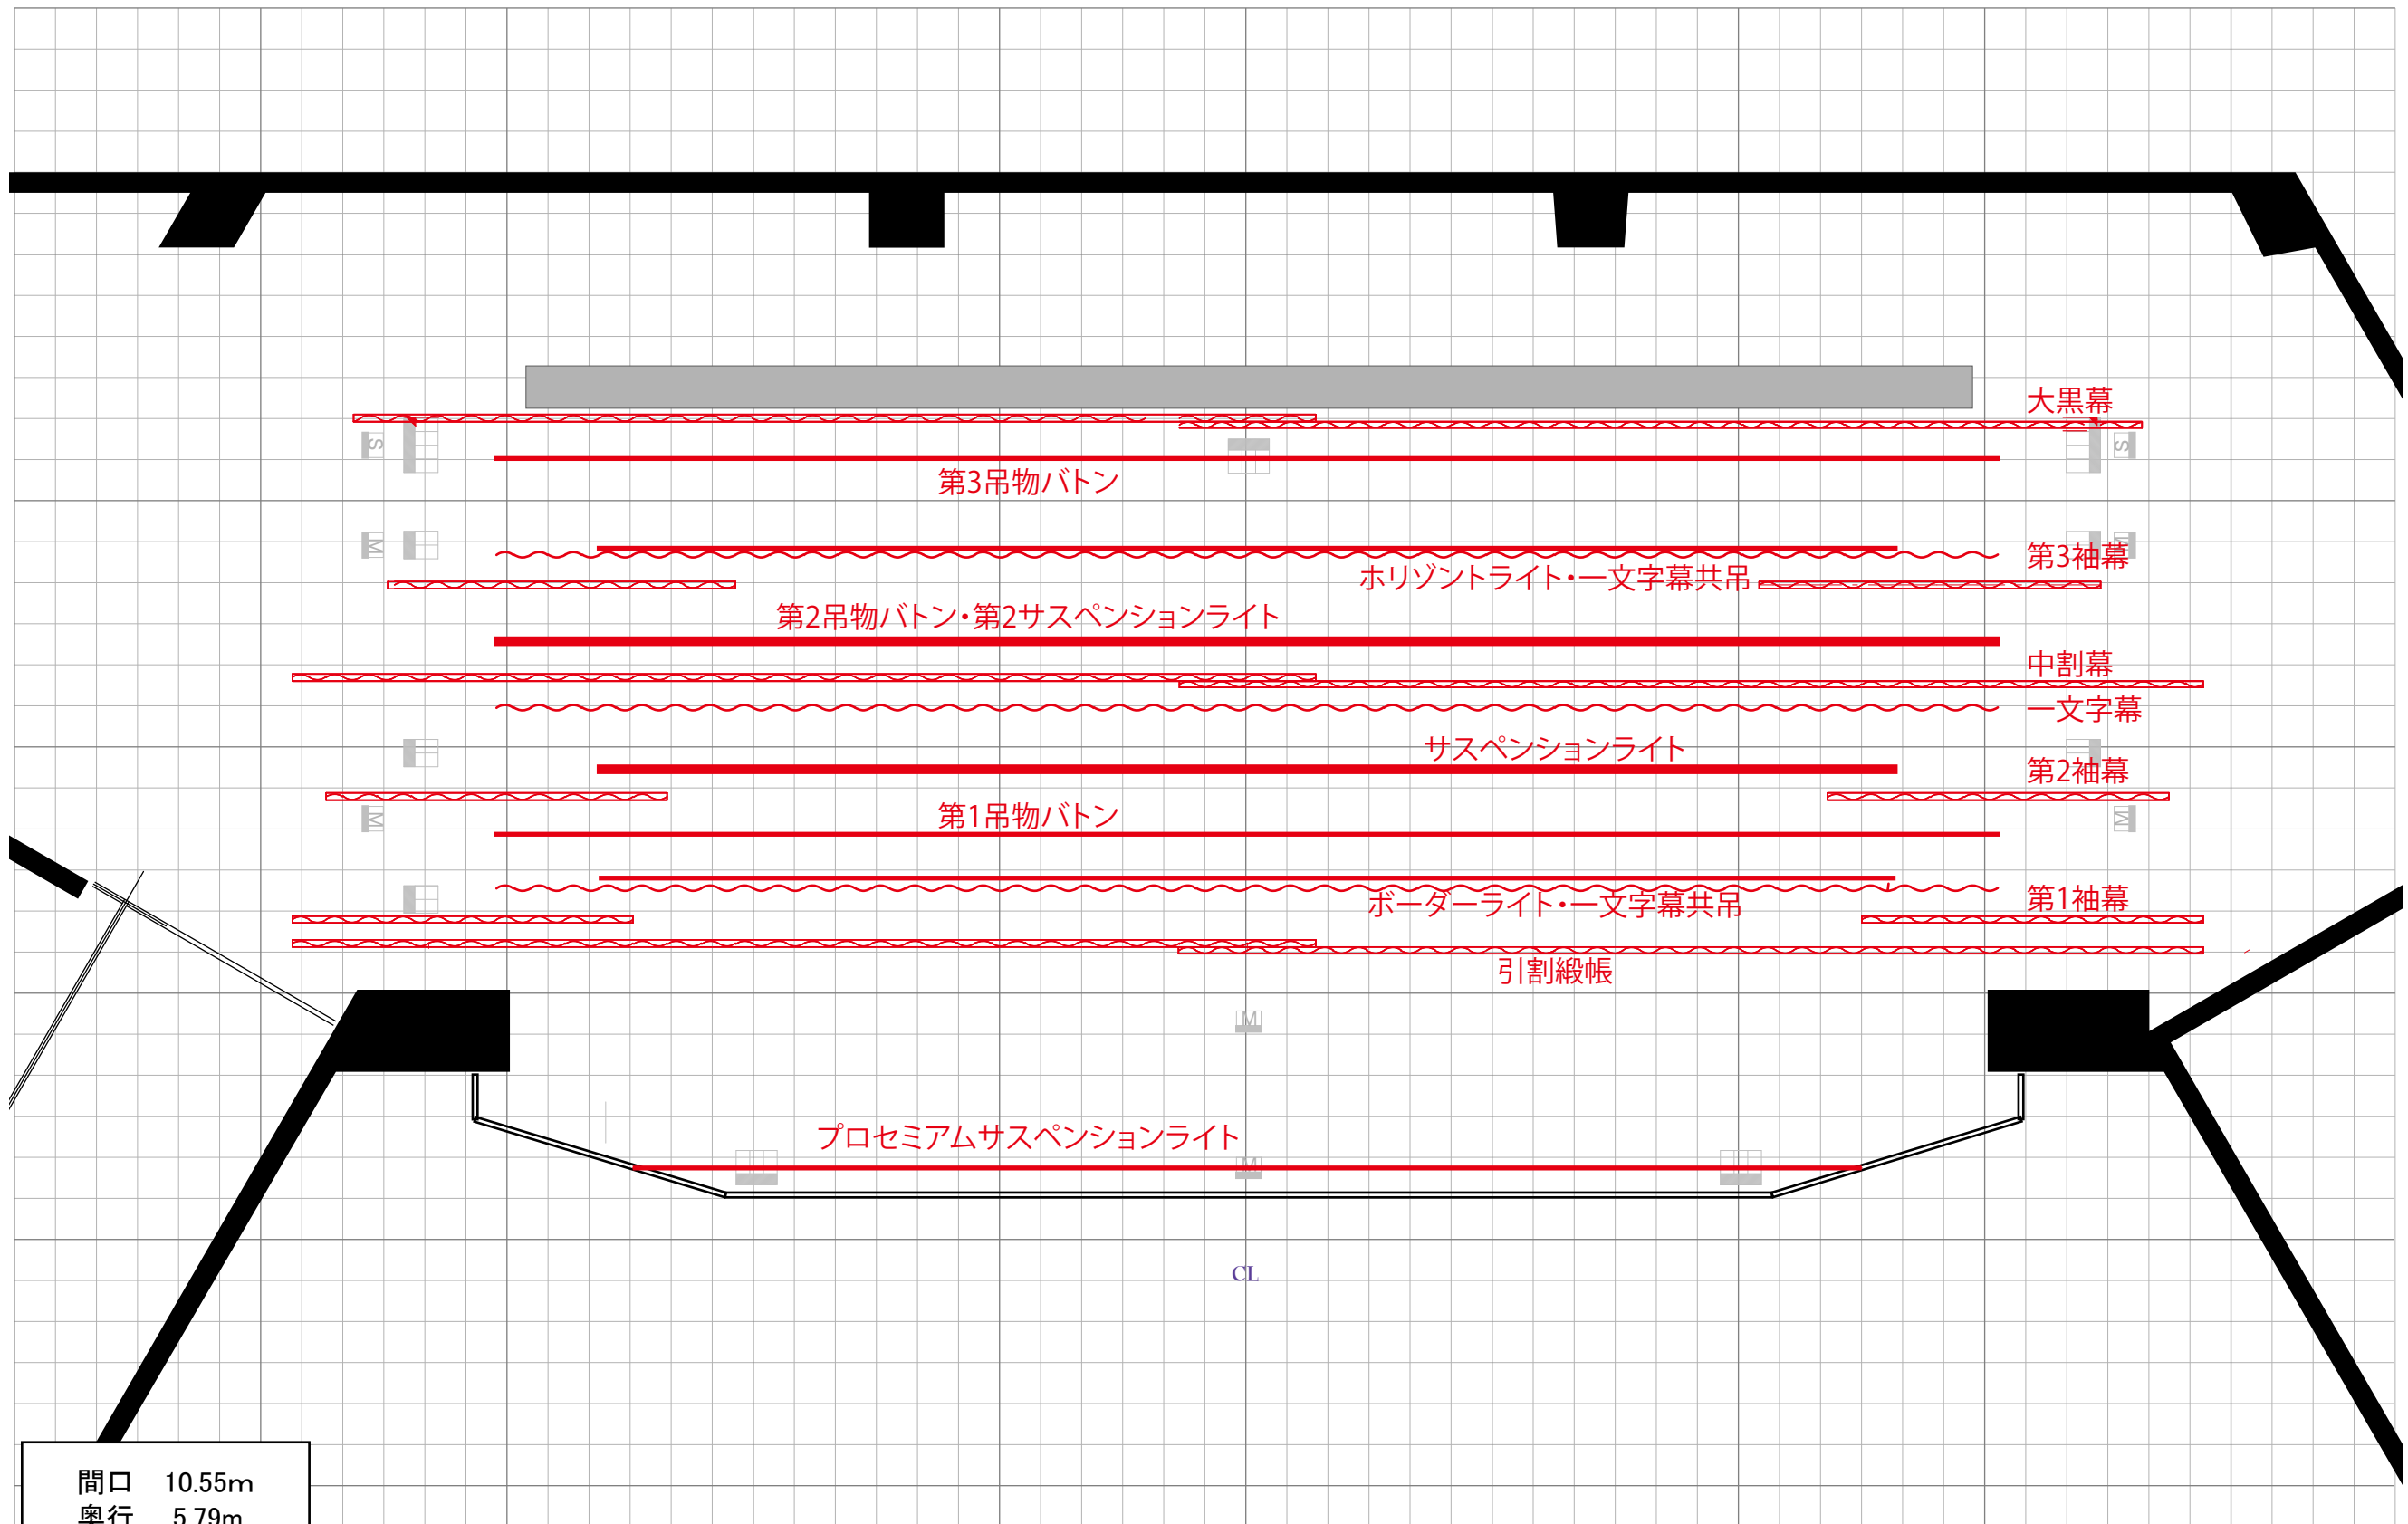 大黒幕
S
S
第3吊物バトン
M
M
第3袖幕
ホリゾントライト・一文字幕共吊
第2吊物バトン・第2サスペンションライト
中割幕
一文字幕
サスペンションライト
第2袖幕
第1吊物バトン
M
M
第1袖幕
ボーダーライト・一文字幕共吊
引割緞帳
M
プロセミアムサスペンションライト
M
CL
間口 10.55m
奥行 5.79m